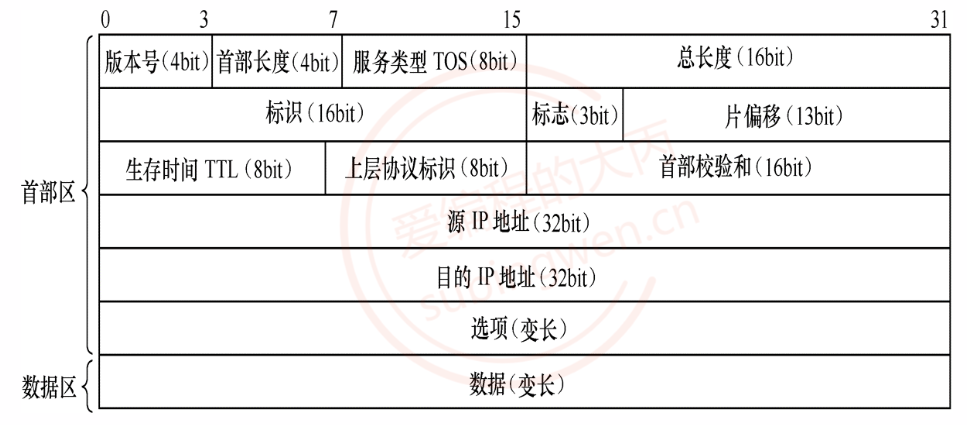 0 3 7 15 31
版本号(4bit) 首部长度(4bit) 服务类型 TOS(8bit) 总长度(16bit)
标识(16bit) 标志(3bit) 片偏移(13bit)
生存时间 TTL(8bit) 上层协议标识(8bit) 首部校验和(16bit)
首部区
源 IP 地址(32bit)
目的 IP 地址(32bit)
选项(变长)
数据区 数据(变长)
爱编程的大丙
subingwen.cn